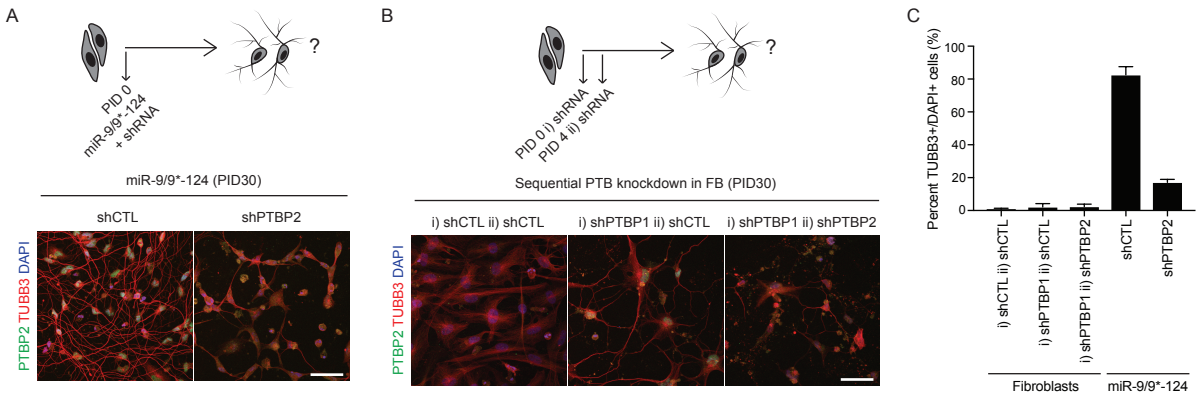 A
?
PID 0
miR-9/9*-124
+ shRNA
miR-9/9*-124 (PID30)
shCTL
shPTBP2
PTBP2 TUBB3 DAPI
B
?
PID 0 i) shRNA
PID 4 ii) shRNA
Sequential PTB knockdown in FB (PID30)
i) shCTL ii) shCTL
i) shPTBP1 ii) shCTL
i) shPTBP1 ii) shPTBP2
PTBP2 TUBB3 DAPI
C
Percent TUBB3+/DAPI+ cells (%)
100
80
60
40
20
0
i) shCTL ii) shCTL
i) shPTBP1 ii) shCTL
i) shPTBP1 ii) shPTBP2
shCTL
shPTBP2
Fibroblasts
miR-9/9*-124